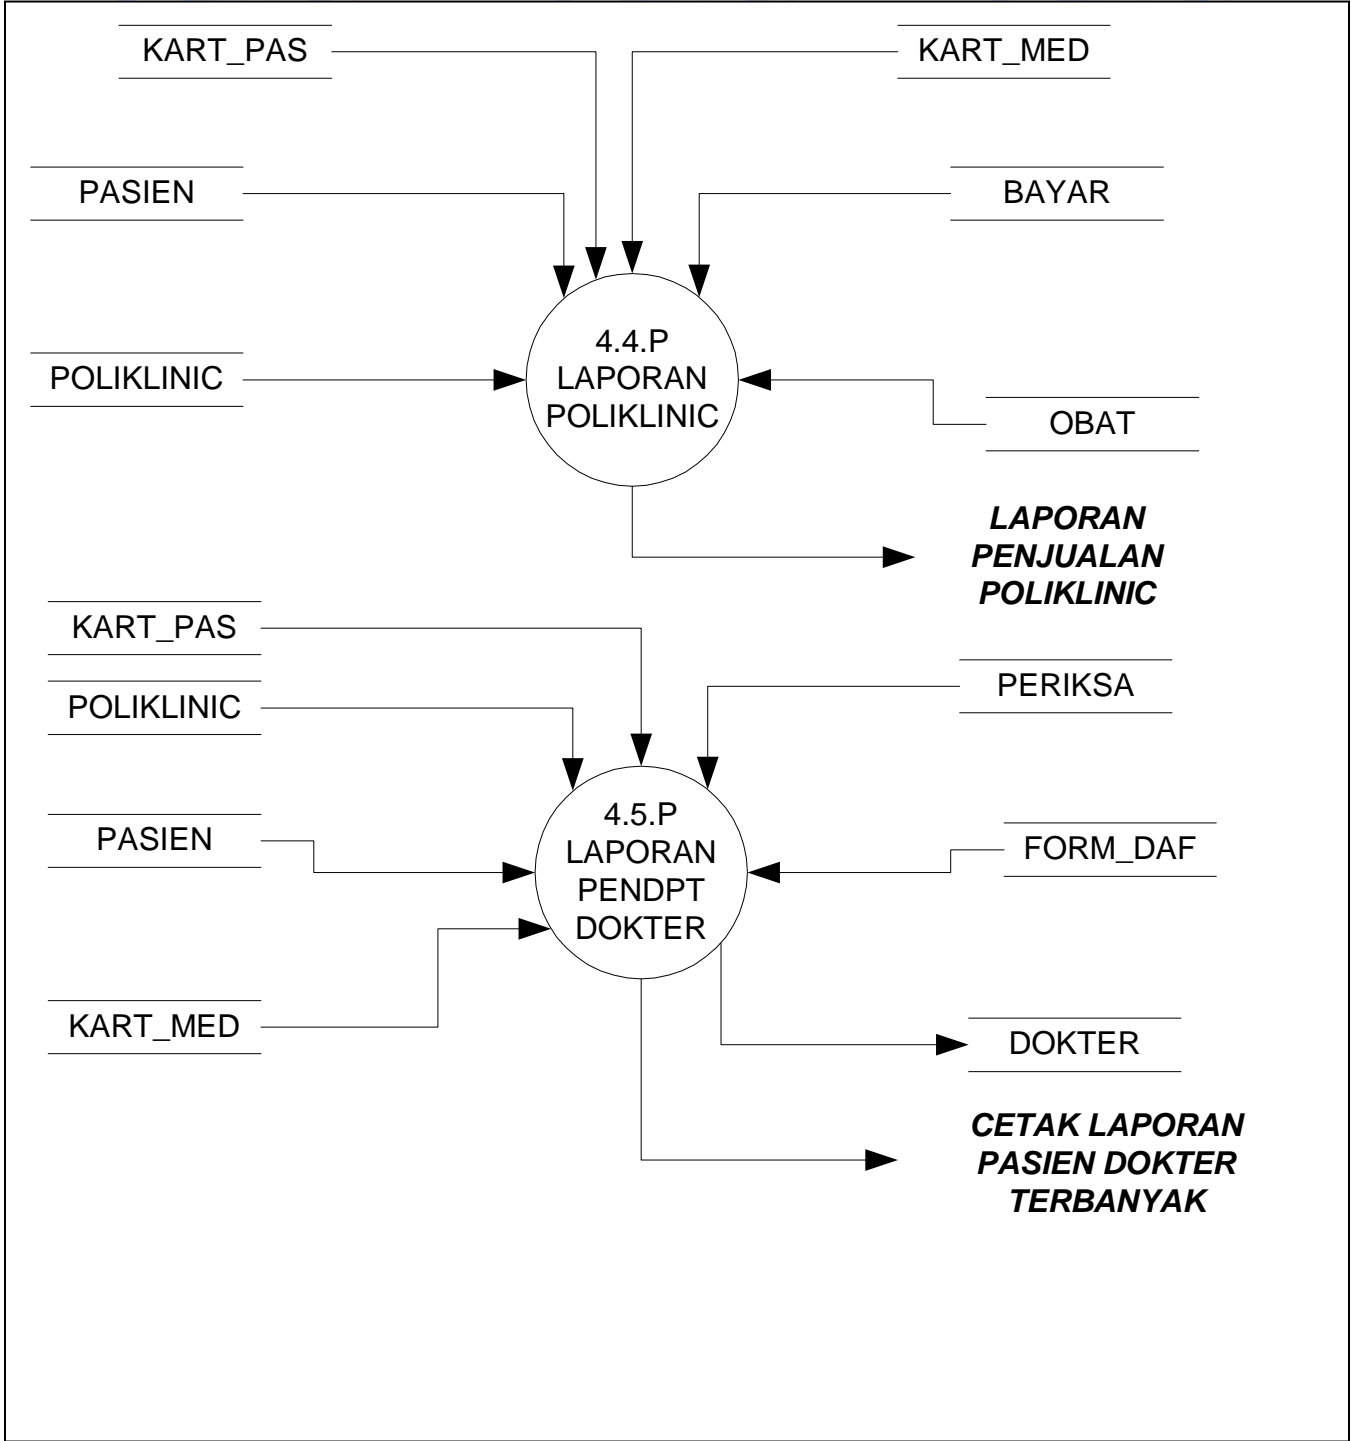 KART_PAS
KART_MED
PASIEN
BAYAR
POLIKLINIC
4.4.P
LAPORAN
POLIKLINIC
OBAT
LAPORAN
PENJUALAN
POLIKLINIC
KART_PAS
POLIKLINIC
PERIKSA
PASIEN
4.5.P
LAPORAN
PENDPT
DOKTER
FORM_DAF
KART_MED
DOKTER
CETAK LAPORAN
PASIEN DOKTER
TERBANYAK